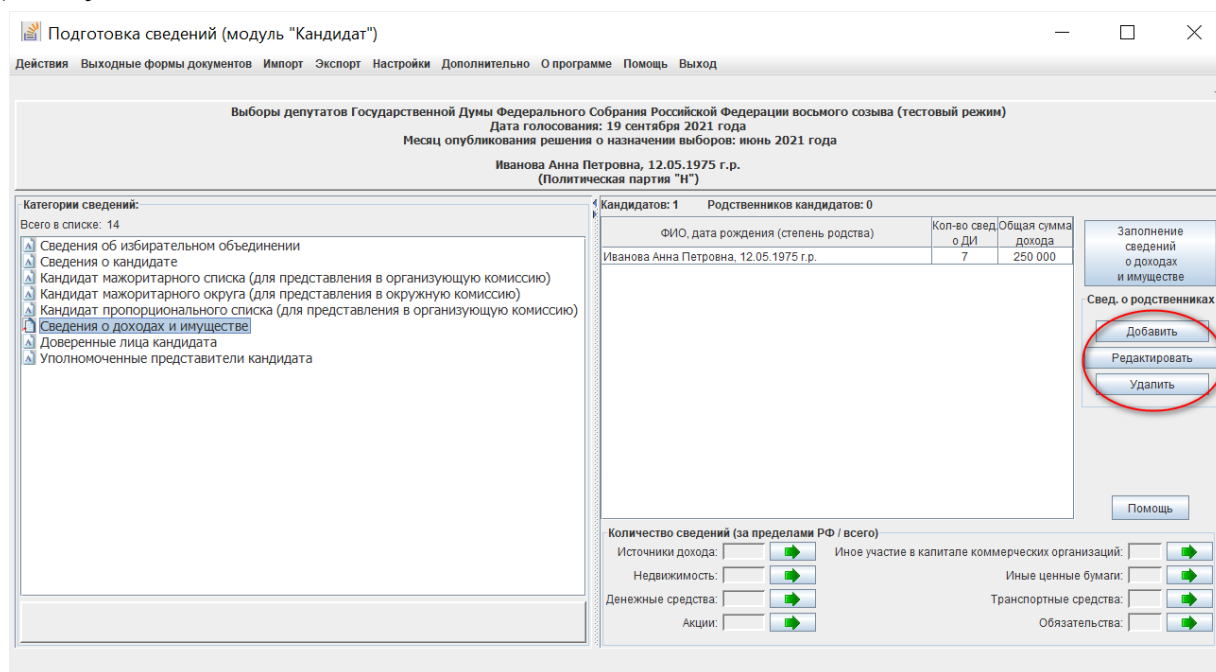 Подготовка сведений (модуль "Кандидат")
Действия Выходные формы документов Импорт Экспорт Настройки Дополнительно О программе Помощь Выход
Выборы депутатов Государственной Думы Федерального Собрания Российской Федерации восьмого созыва (тестовый режим)
Дата голосования: 19 сентября 2021 года
Месяц опубликования решения о назначении выборов: июнь 2021 года
Иванова Анна Петровна, 12.05.1975 г.р.
(Политическая партия "Н")
Категории сведений:
Всего в списке: 14
Сведения об избирательном объединении
Сведения о кандидате
Кандидат мажоритарного списка (для представления в организующую комиссию)
Кандидат мажоритарного округа (для представления в окружную комиссию)
Кандидат пропорционального списка (для представления в организующую комиссию)
Сведения о доходах и имуществе
Доверенные лица кандидата
Уполномоченные представители кандидата
Кандидатов: 1 Родственников кандидатов: 0
ФИО, дата рождения (степень родства)
Кол-во свед. о ДИ
Общая сумма дохода
Иванова Анна Петровна, 12.05.1975 г.р. 7 250 000
Заполнение
сведений
о доходах
и имуществе
Свед. о родственниках
Добавить
Редактировать
Удалить
Помощь
Количество сведений (за пределами РФ / всего)
Источники дохода: Иное участие в капитале коммерческих организаций:
Недвижимость: Иные ценные бумаги:
Денежные средства: Транспортные средства:
Акции: Обязательства: